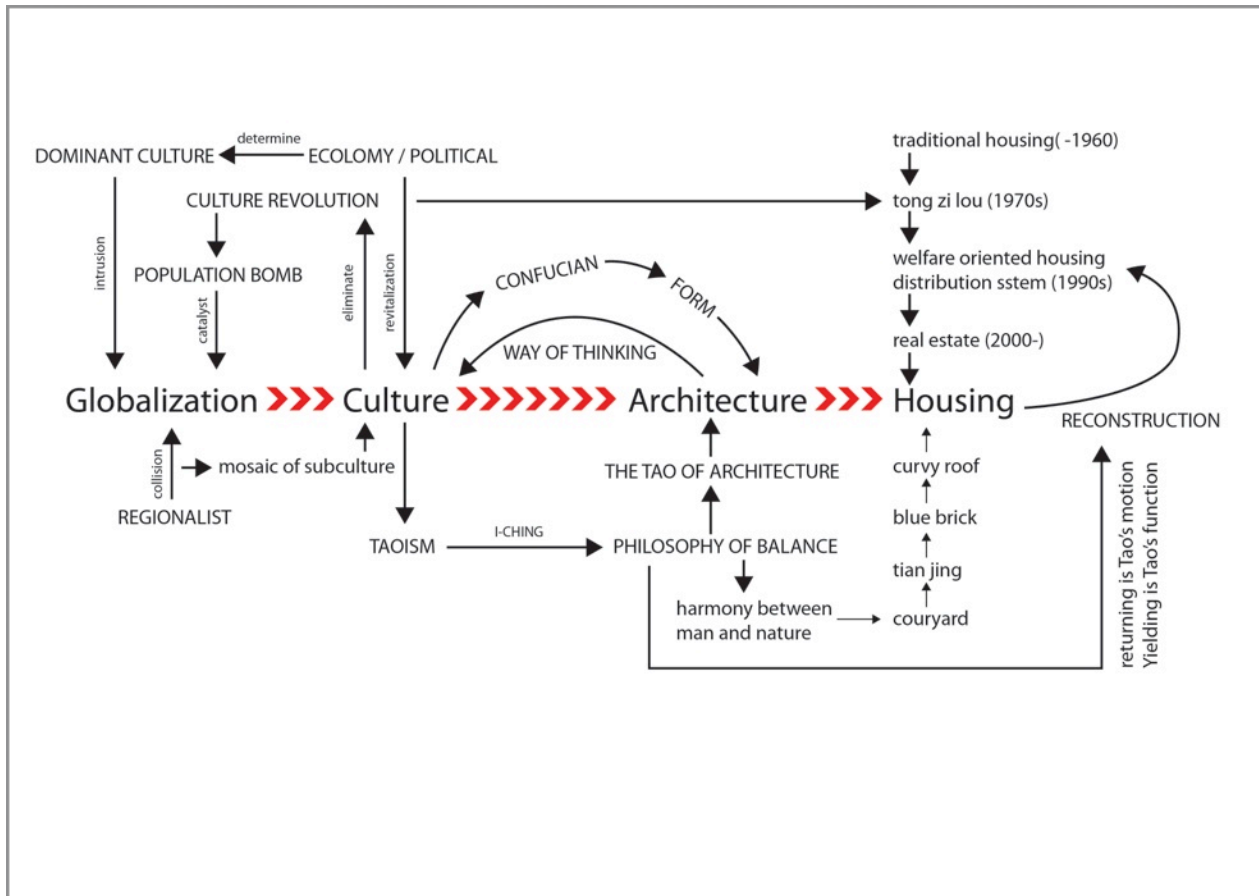 traditional housing( -1960)
determine
DOMINANT CULTURE
ECOLOMY / POLITICAL
CULTURE REVOLUTION
tong zi lou (1970s)
intrusion
POPULATION BOMB
catalyst
eliminate
revitalization
CONFUCIAN
FORM
welfare oriented housing
distribution sstem (1990s)
WAY OF THINKING
real estate (2000-)
Globalization
Culture
Architecture
Housing
RECONSTRUCTION
collision
mosaic of subculture
REGIONALIST
THE TAO OF ARCHITECTURE
curvy roof
blue brick
TAOISM
I-CHING
PHILOSOPHY OF BALANCE
tian jing
harmony between
man and nature
couryard
returning is Tao's motion
Yielding is Tao's function